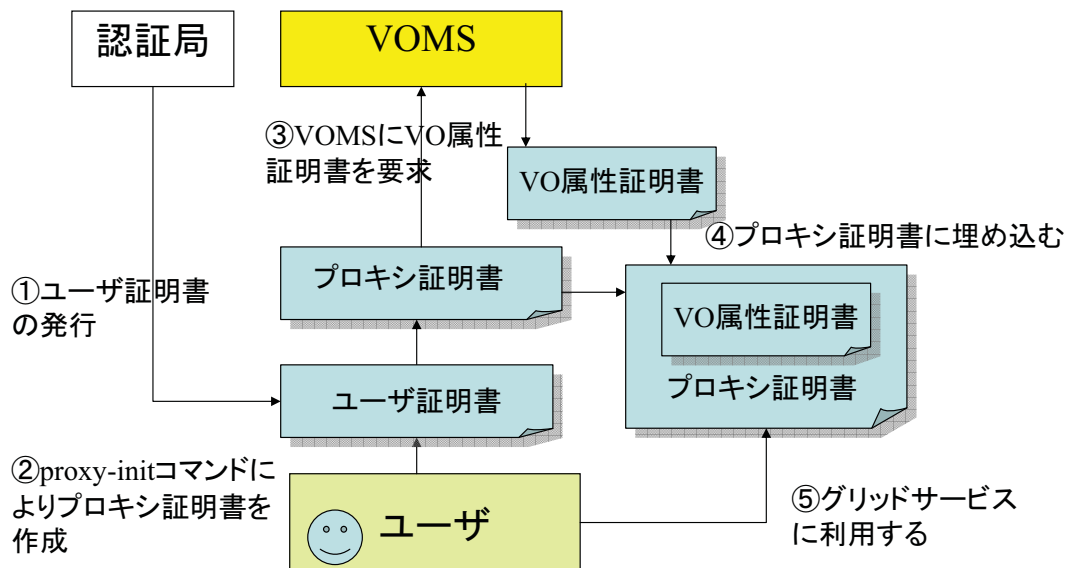 認証局
VOMS
③VOMSにVO属性
証明書を要求
VO属性証明書
④プロキシ証明書に埋め込む
プロキシ証明書
①ユーザ証明書
の発行
VO属性証明書
プロキシ証明書
ユーザ証明書
②proxy-initコマンドに
よりプロキシ証明書を
作成
ユーザ
⑤グリッドサービス
に利用する